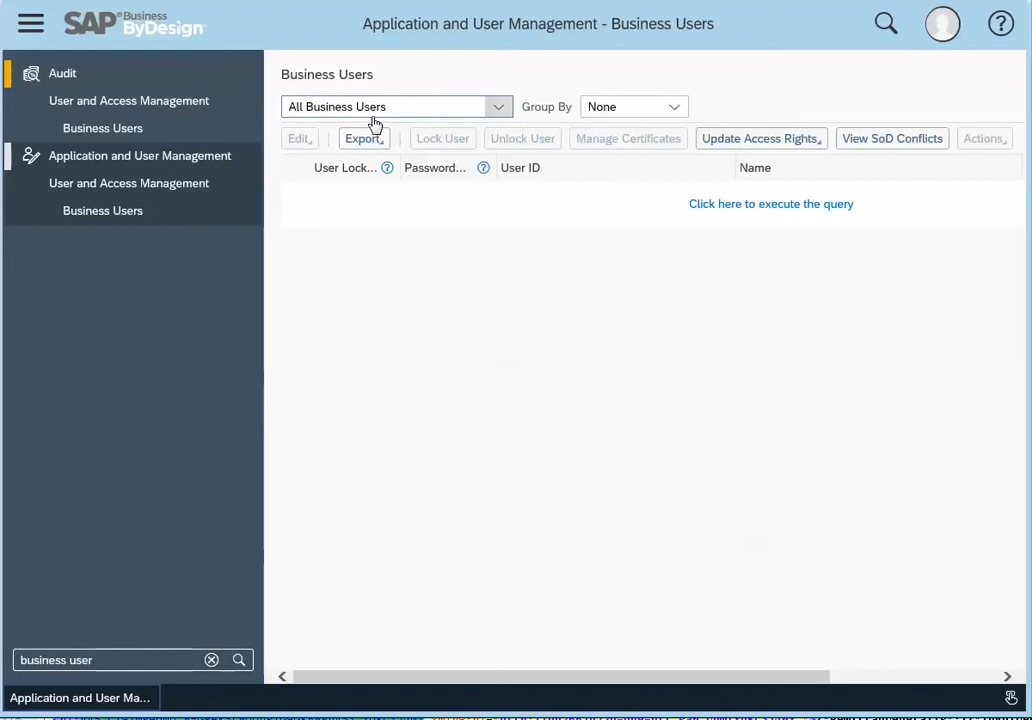 SAP Business ByDesign
Application and User Management - Business Users
Audit
User and Access Management
Business Users
Application and User Management
User and Access Management
Business Users
business user
Business Users
All Business Users
Group By
None
Edit
Export
Lock User
Unlock User
Manage Certificates
Update Access Rights
View SoD Conflicts
Actions
User Lock...
Password...
User ID
Name
Click here to execute the query
Application and User Ma...